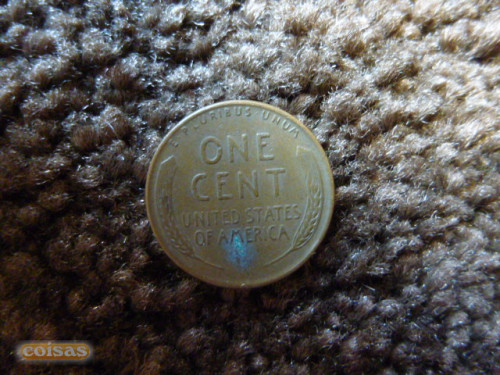 E PLURIBUS UNUM
ONE
CENT
UNITED STATES
OF AMERICA
coisas